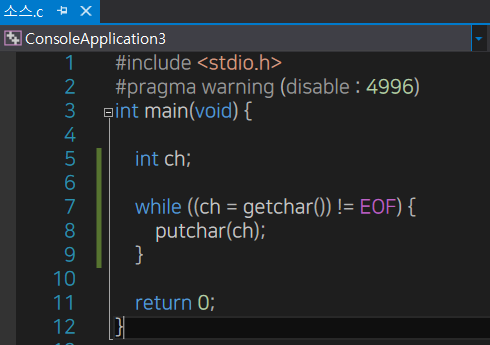 소스.c
ConsoleApplication3
1 #include <stdio.h>
2 #pragma warning (disable : 4996)
3 int main(void) {
4
5 int ch;
6
7 while ((ch = getchar()) != EOF) {
8 putchar(ch);
9 }
10
11 return 0;
12 }